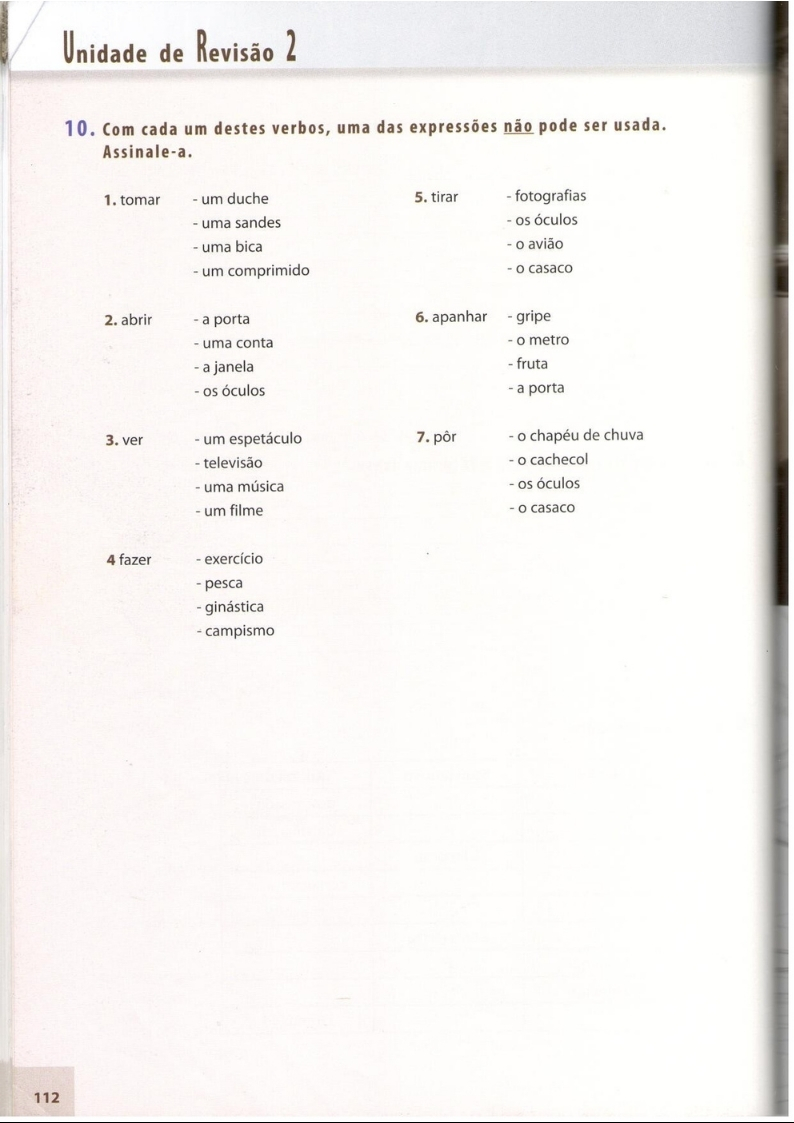 Unidade de Revisão 2
10. Com cada um destes verbos, uma das expressões não pode ser usada.
Assinale-a.
1. tomar - um duche
- uma sandes
- uma bica
- um comprimido
2. abrir - a porta
- uma conta
- a janela
- os óculos
3. ver - um espetáculo
- televisão
- uma música
- um filme
4 fazer - exercício
- pesca
- ginástica
- campismo
5. tirar - fotografias
- os óculos
- o avião
- o casaco
6. apanhar - gripe
- o metro
- fruta
- a porta
7. pôr - o chapéu de chuva
- o cachecol
- os óculos
- o casaco
112